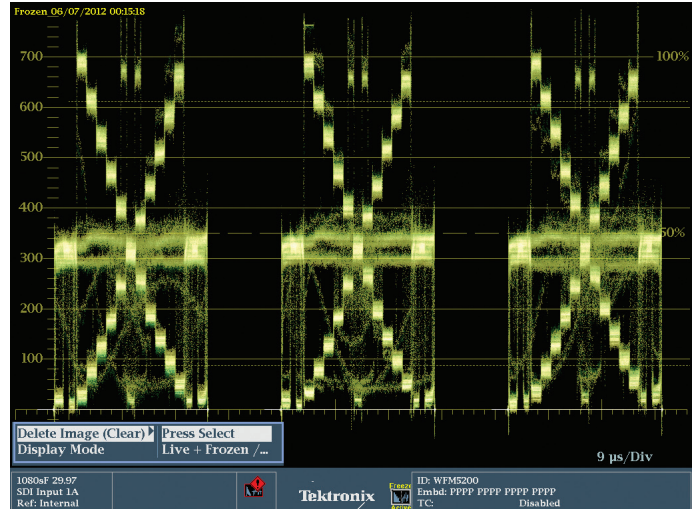 Frozen 06/07/2012 00:15:18
700
100%
600
500
400
50%
300
200
100
Delete Image (Clear) Press Select
Display Mode Live + Frozen /...
9 µs/Div
1080sF 29.97
SDI Input 1A
Ref: Internal
Tektronix
Freeze
Active
ID: WFM5200
Embd: PPPP PPPP PPPP PPPP
TC: Disabled